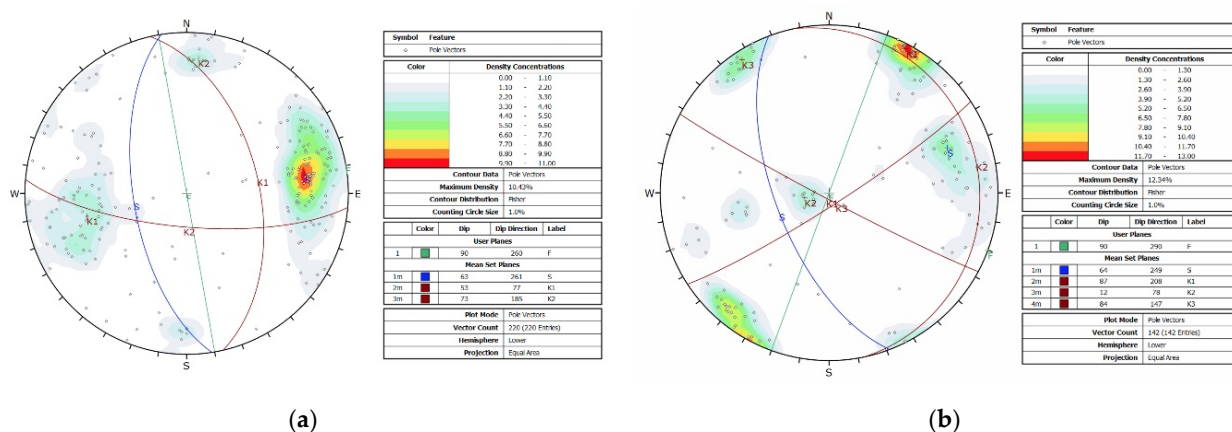 N
K2
K1
E
W
E
K1
S
K2
S
Symbol Feature
Pole Vectors
Color Density Concentrations
0.00 - 1.10
1.10 - 2.20
2.20 - 3.30
3.30 - 4.40
4.40 - 5.50
5.50 - 6.60
6.60 - 7.70
7.70 - 8.80
8.80 - 9.90
9.90 - 11.00
Contour Data Pole Vectors
Maximum Density 10.43%
Contour Distribution Fisher
Counting Circle Size 1.0%
Color Dip Dip Direction Label
User Planes
1 90 260 F
Mean Set Planes
1m 63 261 S
2m 53 77 K1
3m 73 185 K2
Plot Mode Pole Vectors
Vector Count 220 (220 Entries)
Hemisphere Lower
Projection Equal Area
(a)
N
K3
K1
S
K2
W
E
K2
K1
K3
S
F
S
Symbol Feature
Pole Vectors
Color Density Concentrations
0.00 - 1.30
1.30 - 2.60
2.60 - 3.90
3.90 - 5.20
5.20 - 6.50
6.50 - 7.80
7.80 - 9.10
9.10 - 10.40
10.40 - 11.70
11.70 - 13.00
Contour Data Pole Vectors
Maximum Density 12.34%
Contour Distribution Fisher
Counting Circle Size 1.0%
Color Dip Dip Direction Label
User Planes
1 90 290 F
Mean Set Planes
1m 64 249 S
2m 87 208 K1
3m 12 78 K2
4m 84 147 K3
Plot Mode Pole Vectors
Vector Count 142 (142 Entries)
Hemisphere Lower
Projection Equal Area
(b)